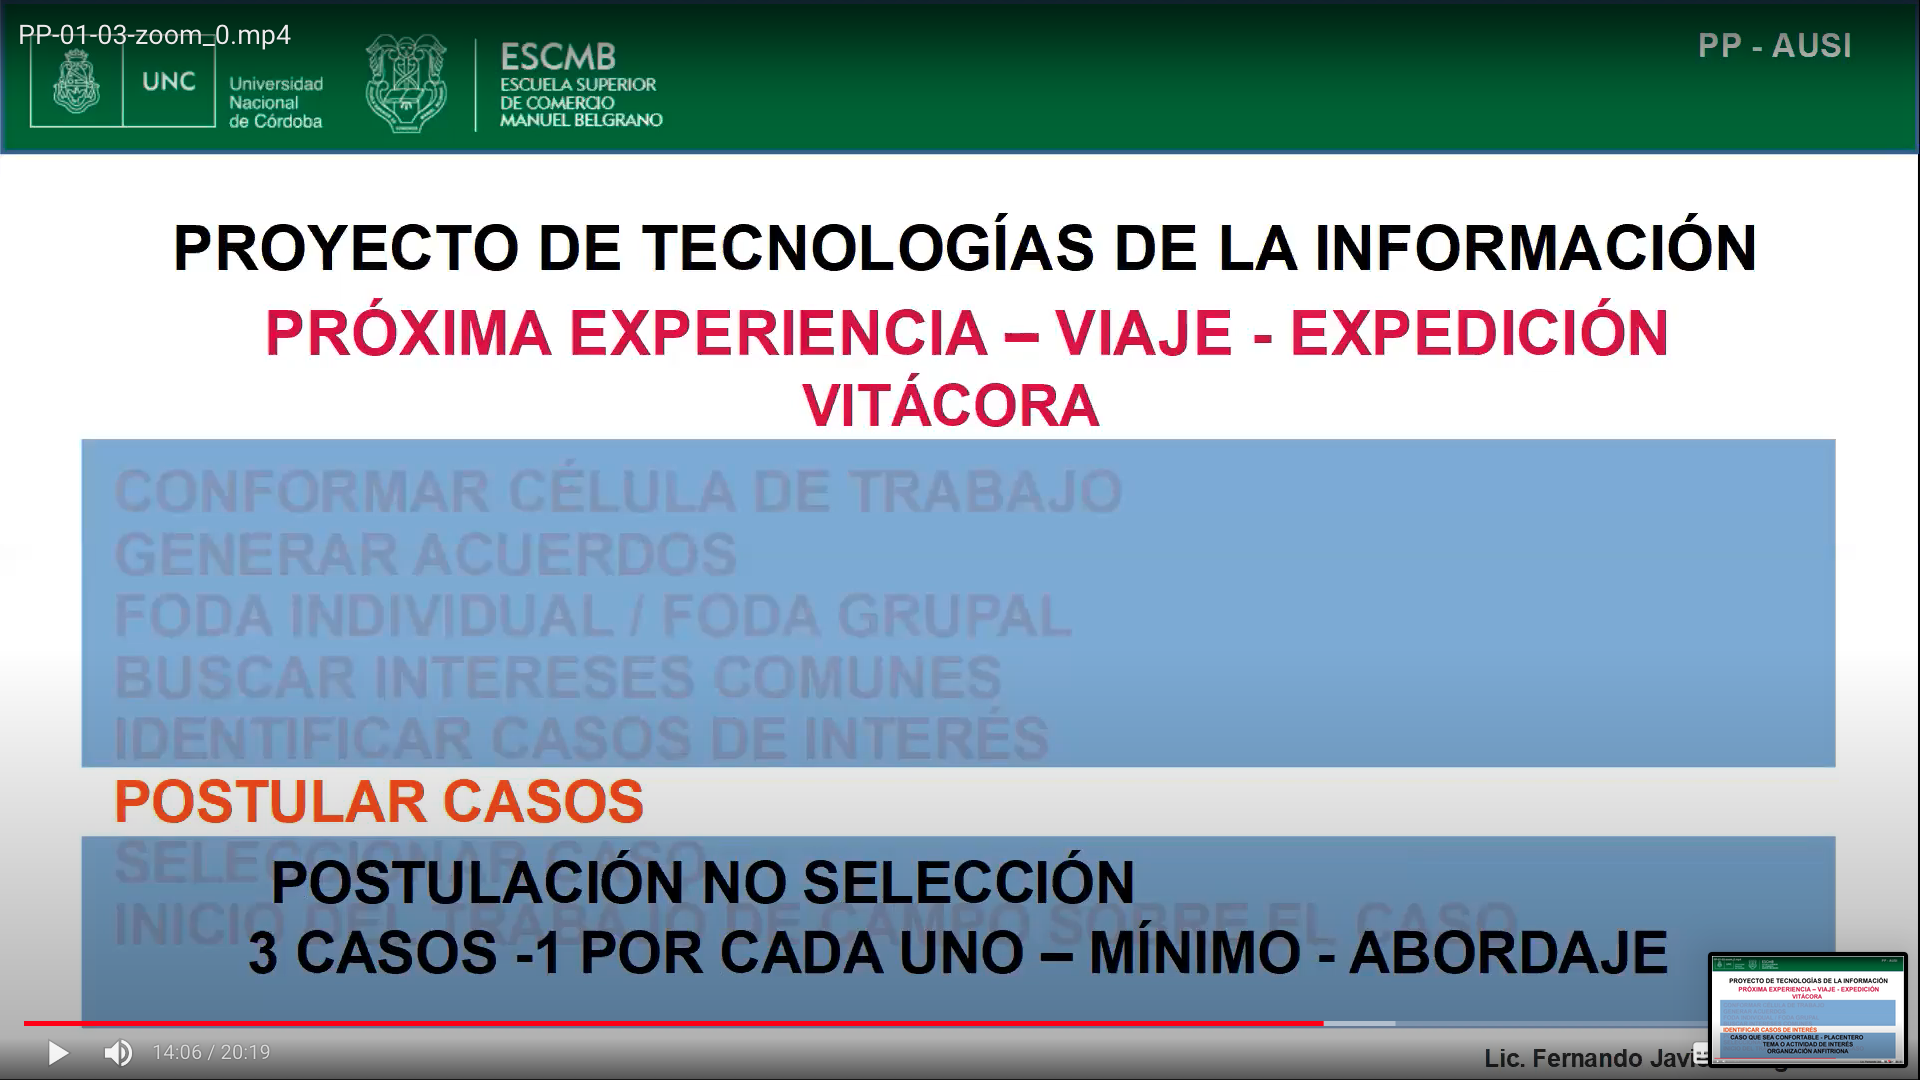 PP-01-03-zoom_0.mp4
UNC
Universidad
Nacional
de Córdoba
ESCMB
ESCUELA SUPERIOR
DE COMERCIO
MANUEL BELGRANO
PP - AUSI
PROYECTO DE TECNOLOGÍAS DE LA INFORMACIÓN
PRÓXIMA EXPERIENCIA – VIAJE - EXPEDICIÓN
VITÁCORA
CONFORMAR CÉLULA DE TRABAJO
GENERAR ACUERDOS
FODA INDIVIDUAL / FODA GRUPAL
BUSCAR INTERESES COMUNES
IDENTIFICAR CASOS DE INTERÉS
POSTULAR CASOS
SELECCIONAR CASO
POSTULACIÓN NO SELECCIÓN
INICIO DEL TRABAJO DE CAMPO SOBRE EL CASO
3 CASOS -1 POR CADA UNO – MÍNIMO - ABORDAJE
14:06 / 20:19
Lic. Fernando
PROYECTO DE TECNOLOGÍAS DE LA INFORMACIÓN
PRÓXIMA EXPERIENCIA – VIAJE - EXPEDICIÓN
VITÁCORA
IDENTIFICAR CASOS DE INTERÉS
CASO QUE SEA CONFORTABLE - PLACENTERO
TEMA O ACTIVIDAD DE INTERÉS
ORGANIZACIÓN ANFITRIONA